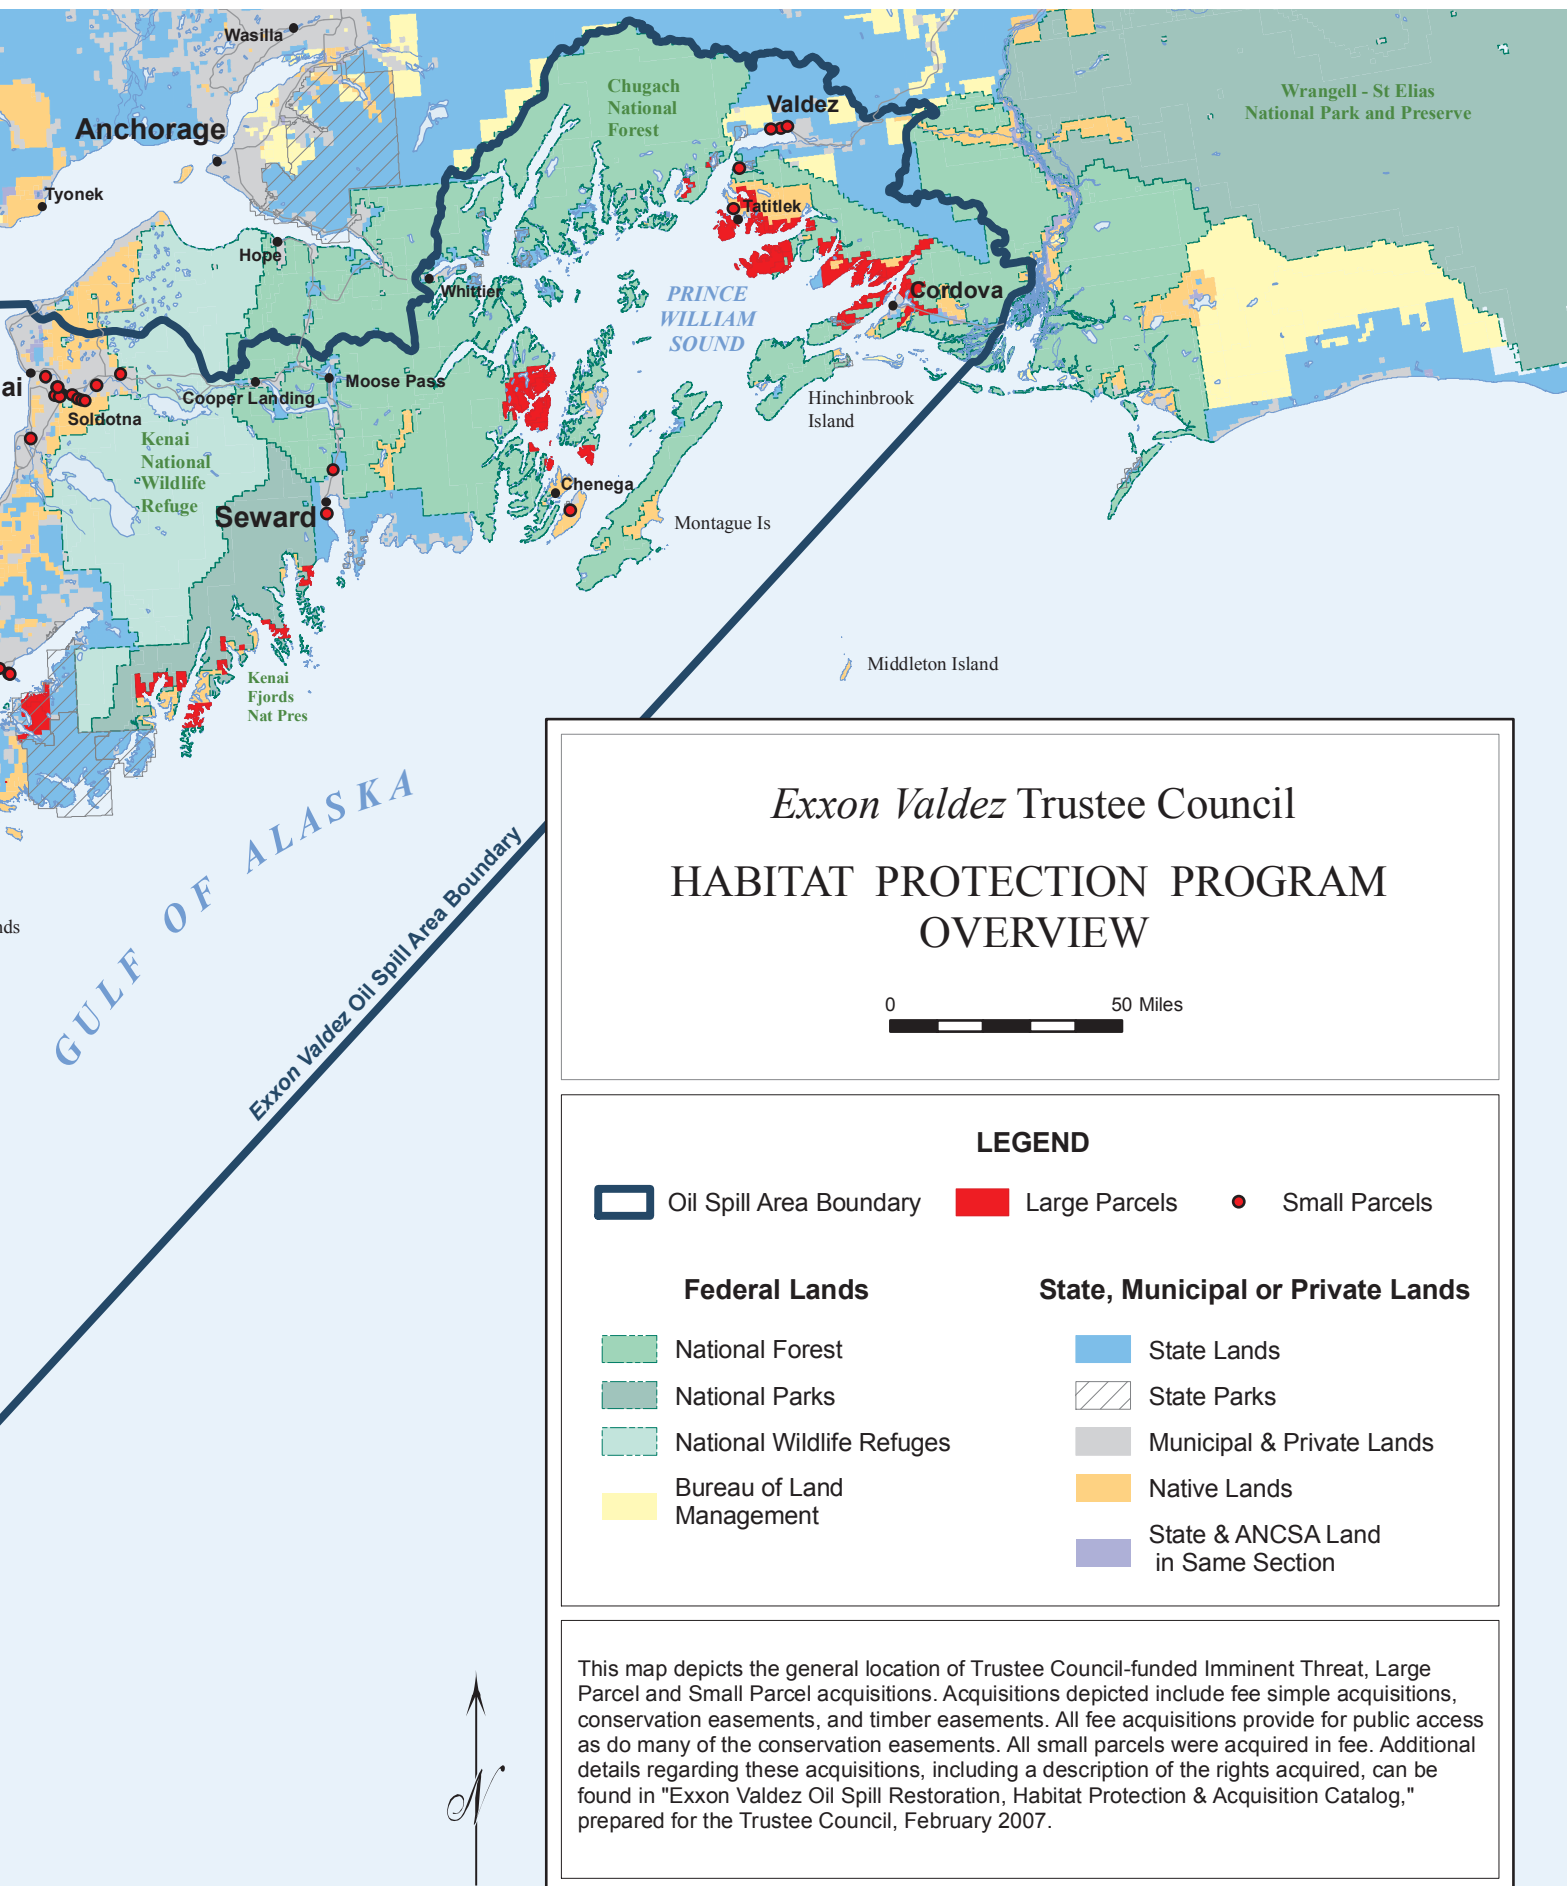 Wasilla
Chugach
National
Forest
Valdez
Wrangell - St Elias
National Park and Preserve
Anchorage
Tyonek
Tatitlek
Hope
Whittier
PRINCE
WILLIAM
SOUND
Cordova
ai
Moose Pass
Cooper Landing
Hinchinbrook
Island
Soldotna
Kenai
National
Wildlife
Refuge
Chenega
Seward
Montague Is
Middleton Island
Kenai
Fjords
Nat Pres
GULF OF ALASKA
nds
Exxon Valdez Oil Spill Area Boundary
Exxon Valdez Trustee Council
HABITAT PROTECTION PROGRAM
OVERVIEW
0 50 Miles
LEGEND
Oil Spill Area Boundary
Large Parcels
Small Parcels
Federal Lands
National Forest
National Parks
National Wildlife Refuges
Bureau of Land
Management
State, Municipal or Private Lands
State Lands
State Parks
Municipal & Private Lands
Native Lands
State & ANCSA Land
in Same Section
This map depicts the general location of Trustee Council-funded Imminent Threat, Large
Parcel and Small Parcel acquisitions. Acquisitions depicted include fee simple acquisitions,
conservation easements, and timber easements. All fee acquisitions provide for public access
as do many of the conservation easements. All small parcels were acquired in fee. Additional
details regarding these acquisitions, including a description of the rights acquired, can be
found in "Exxon Valdez Oil Spill Restoration, Habitat Protection & Acquisition Catalog,"
prepared for the Trustee Council, February 2007.
N